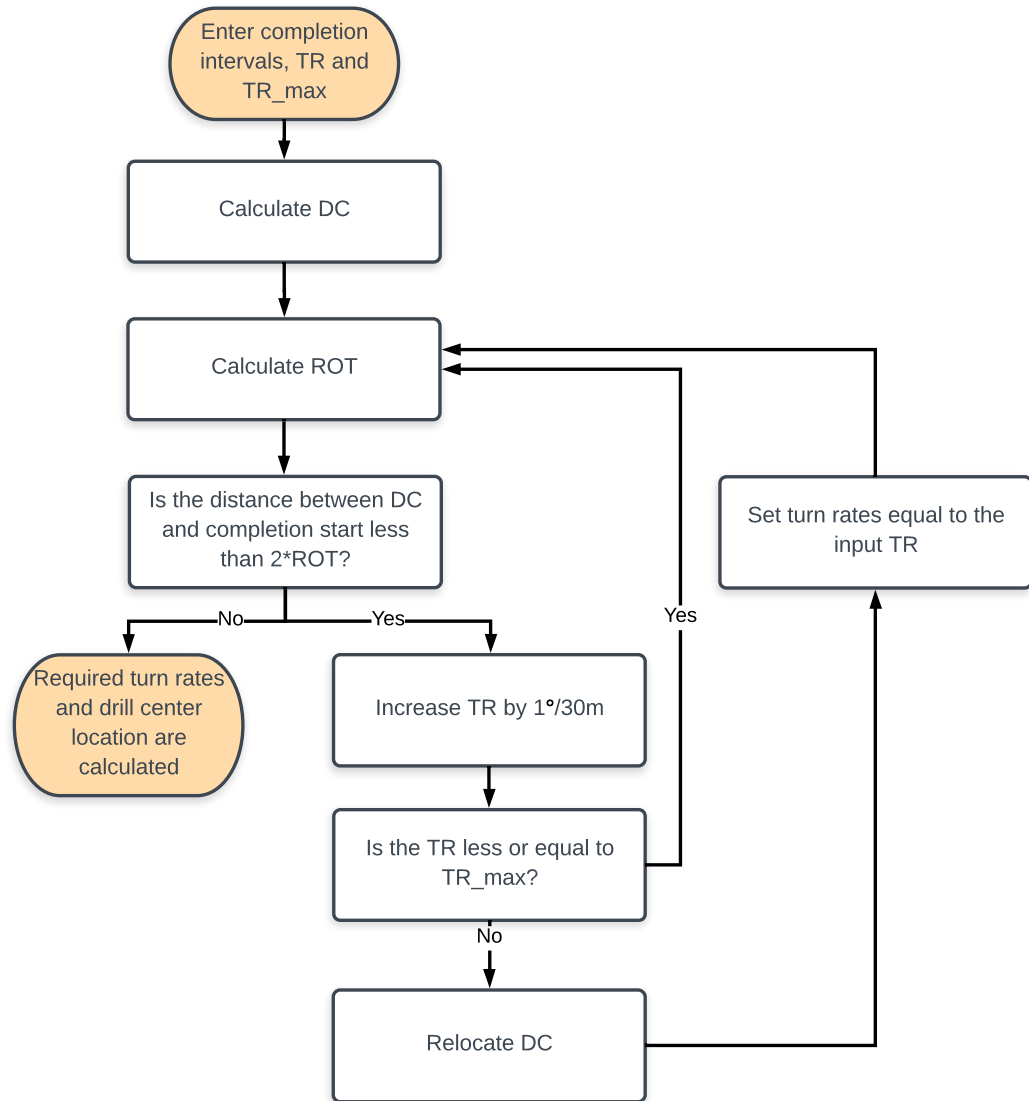 Enter completion
intervals, TR and
TR_max
Calculate DC
Calculate ROT
Is the distance between DC
and completion start less
than 2*ROT?
Set turn rates equal to the
input TR
No
Yes
Yes
Required turn rates
and drill center
location are
calculated
Increase TR by 1°/30m
Is the TR less or equal to
TR_max?
No
Relocate DC